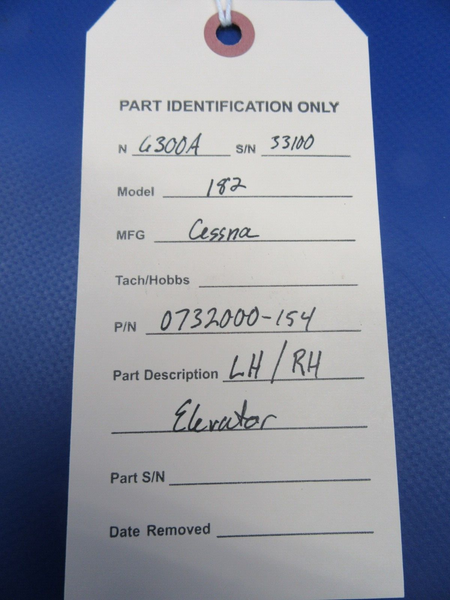 PART IDENTIFICATION ONLY
N 6300A S/N 33100
Model 182
MFG Cessna
Tach/Hobbs
P/N 0732000-154
Part Description LH/RH
Elevator
Part S/N
Date Removed